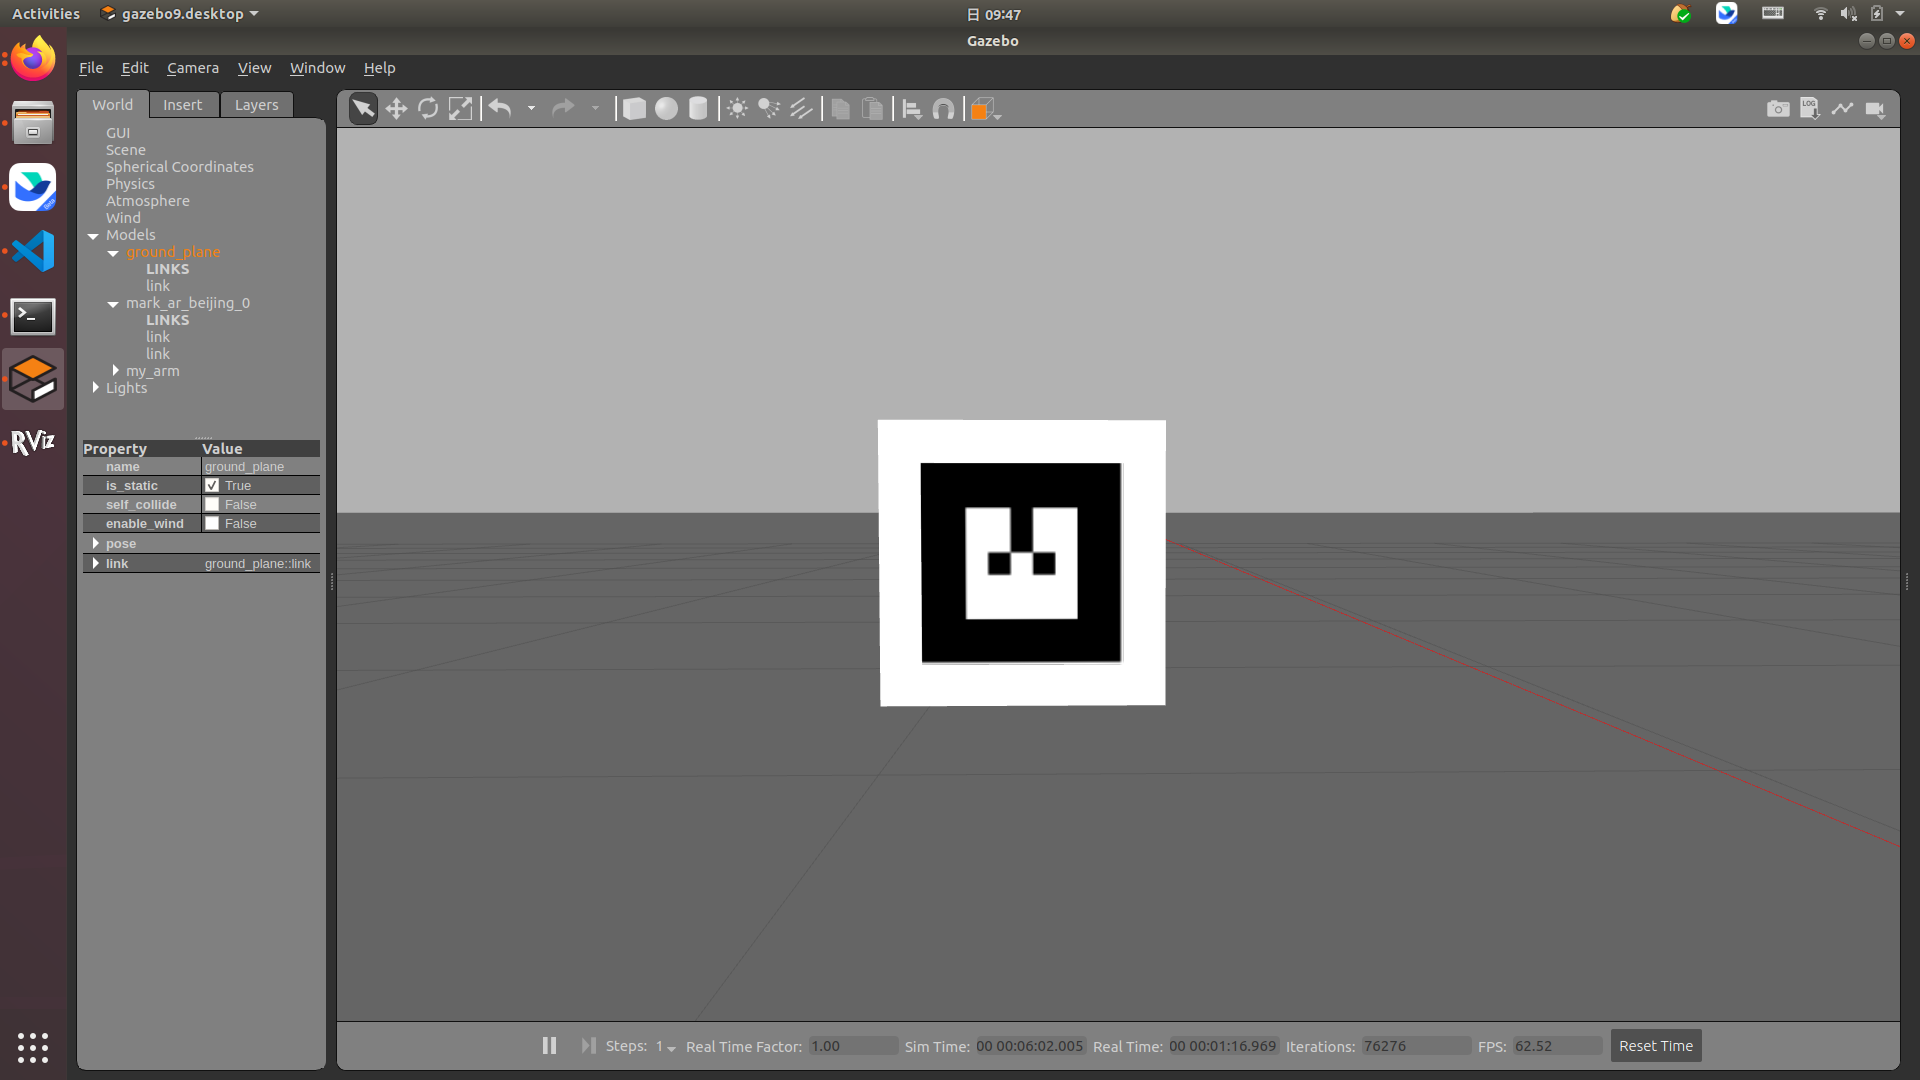 Activities
gazebo9.desktop
日 09:47
Gazebo
File Edit Camera View Window Help
World Insert Layers
GUI
Scene
Spherical Coordinates
Physics
Atmosphere
Wind
Models
ground_plane
LINKS
link
mark_ar_beijing_0
LINKS
link
link
my_arm
Lights
Property Value
name ground_plane
is_static True
self_collide False
enable_wind False
pose
link ground_plane::link
LOG
Beta
>_
RViz
Steps: 1 Real Time Factor: 1.00 Sim Time: 00 00:06:02.005 Real Time: 00 00:01:16.969 Iterations: 76276 FPS: 62.52 Reset Time